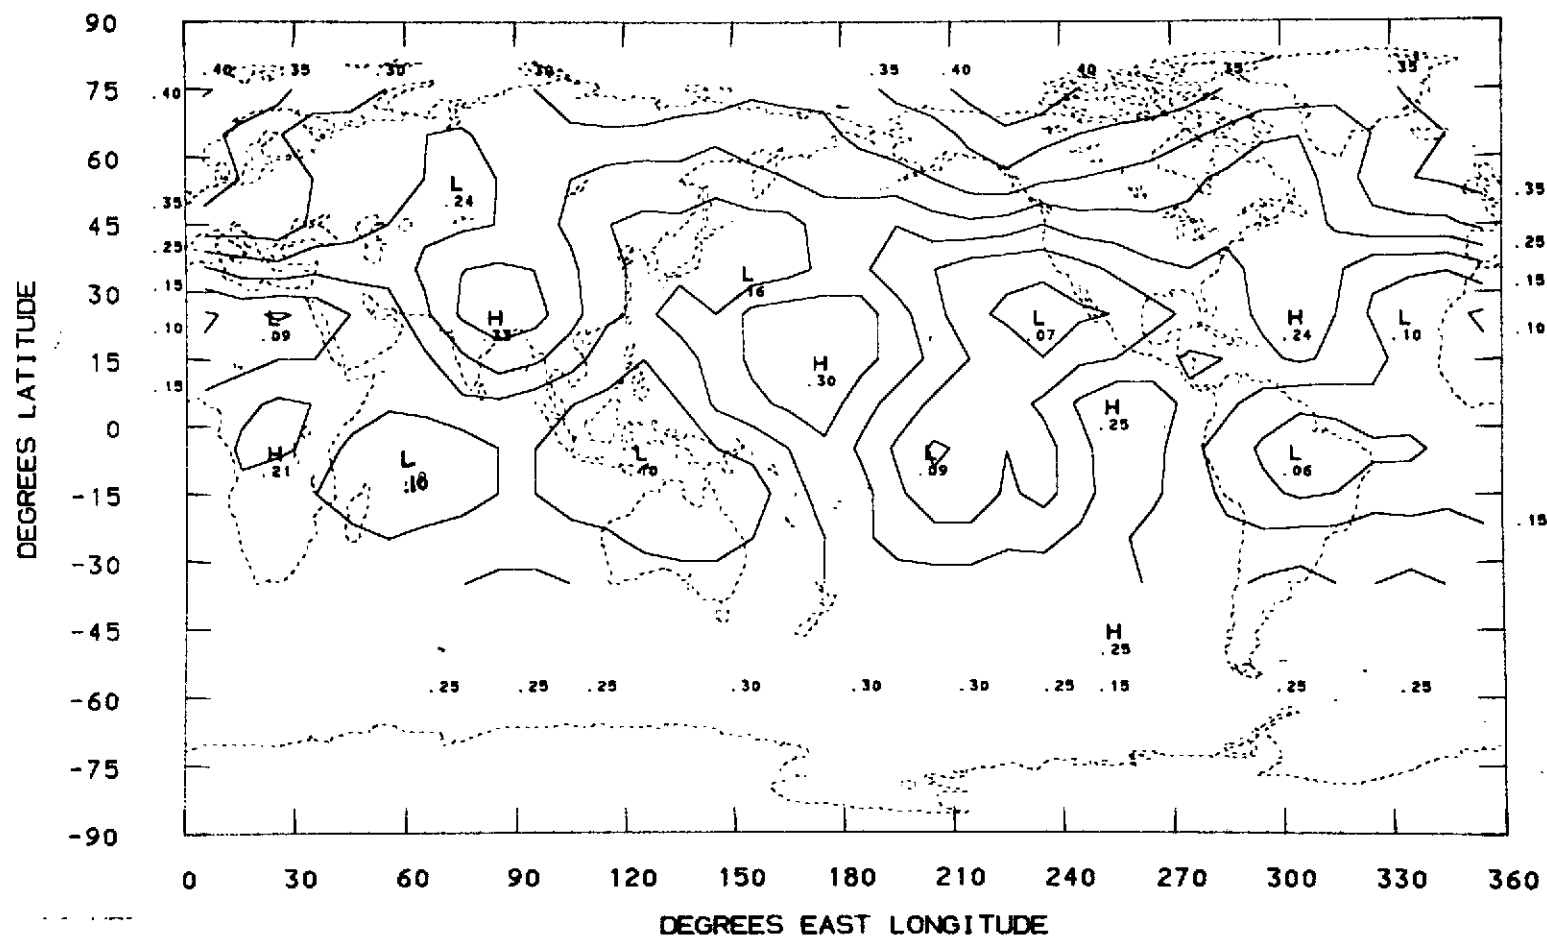 90
.40 .35 .30 .30 .35 .40 .40 .35 .35
75
.40
60
L
.24
.35 .35
45
.25 .25
L
.16
.15 .15
30
H
.33
.09
L
.07
H
.24
L
.10
.10 .10
15
H
.30
.15
H
.25
0
H
.21
L
L
.10
L
.09
L
.06
-15
.15
-30
-45
H
.25
.25 .25 .25 .30 .30 .30 .25 .15 .25 .25
-60
-75
-90
0 30 60 90 120 150 180 210 240 270 300 330 360
DEGREES EAST LONGITUDE
DEGREES LATITUDE